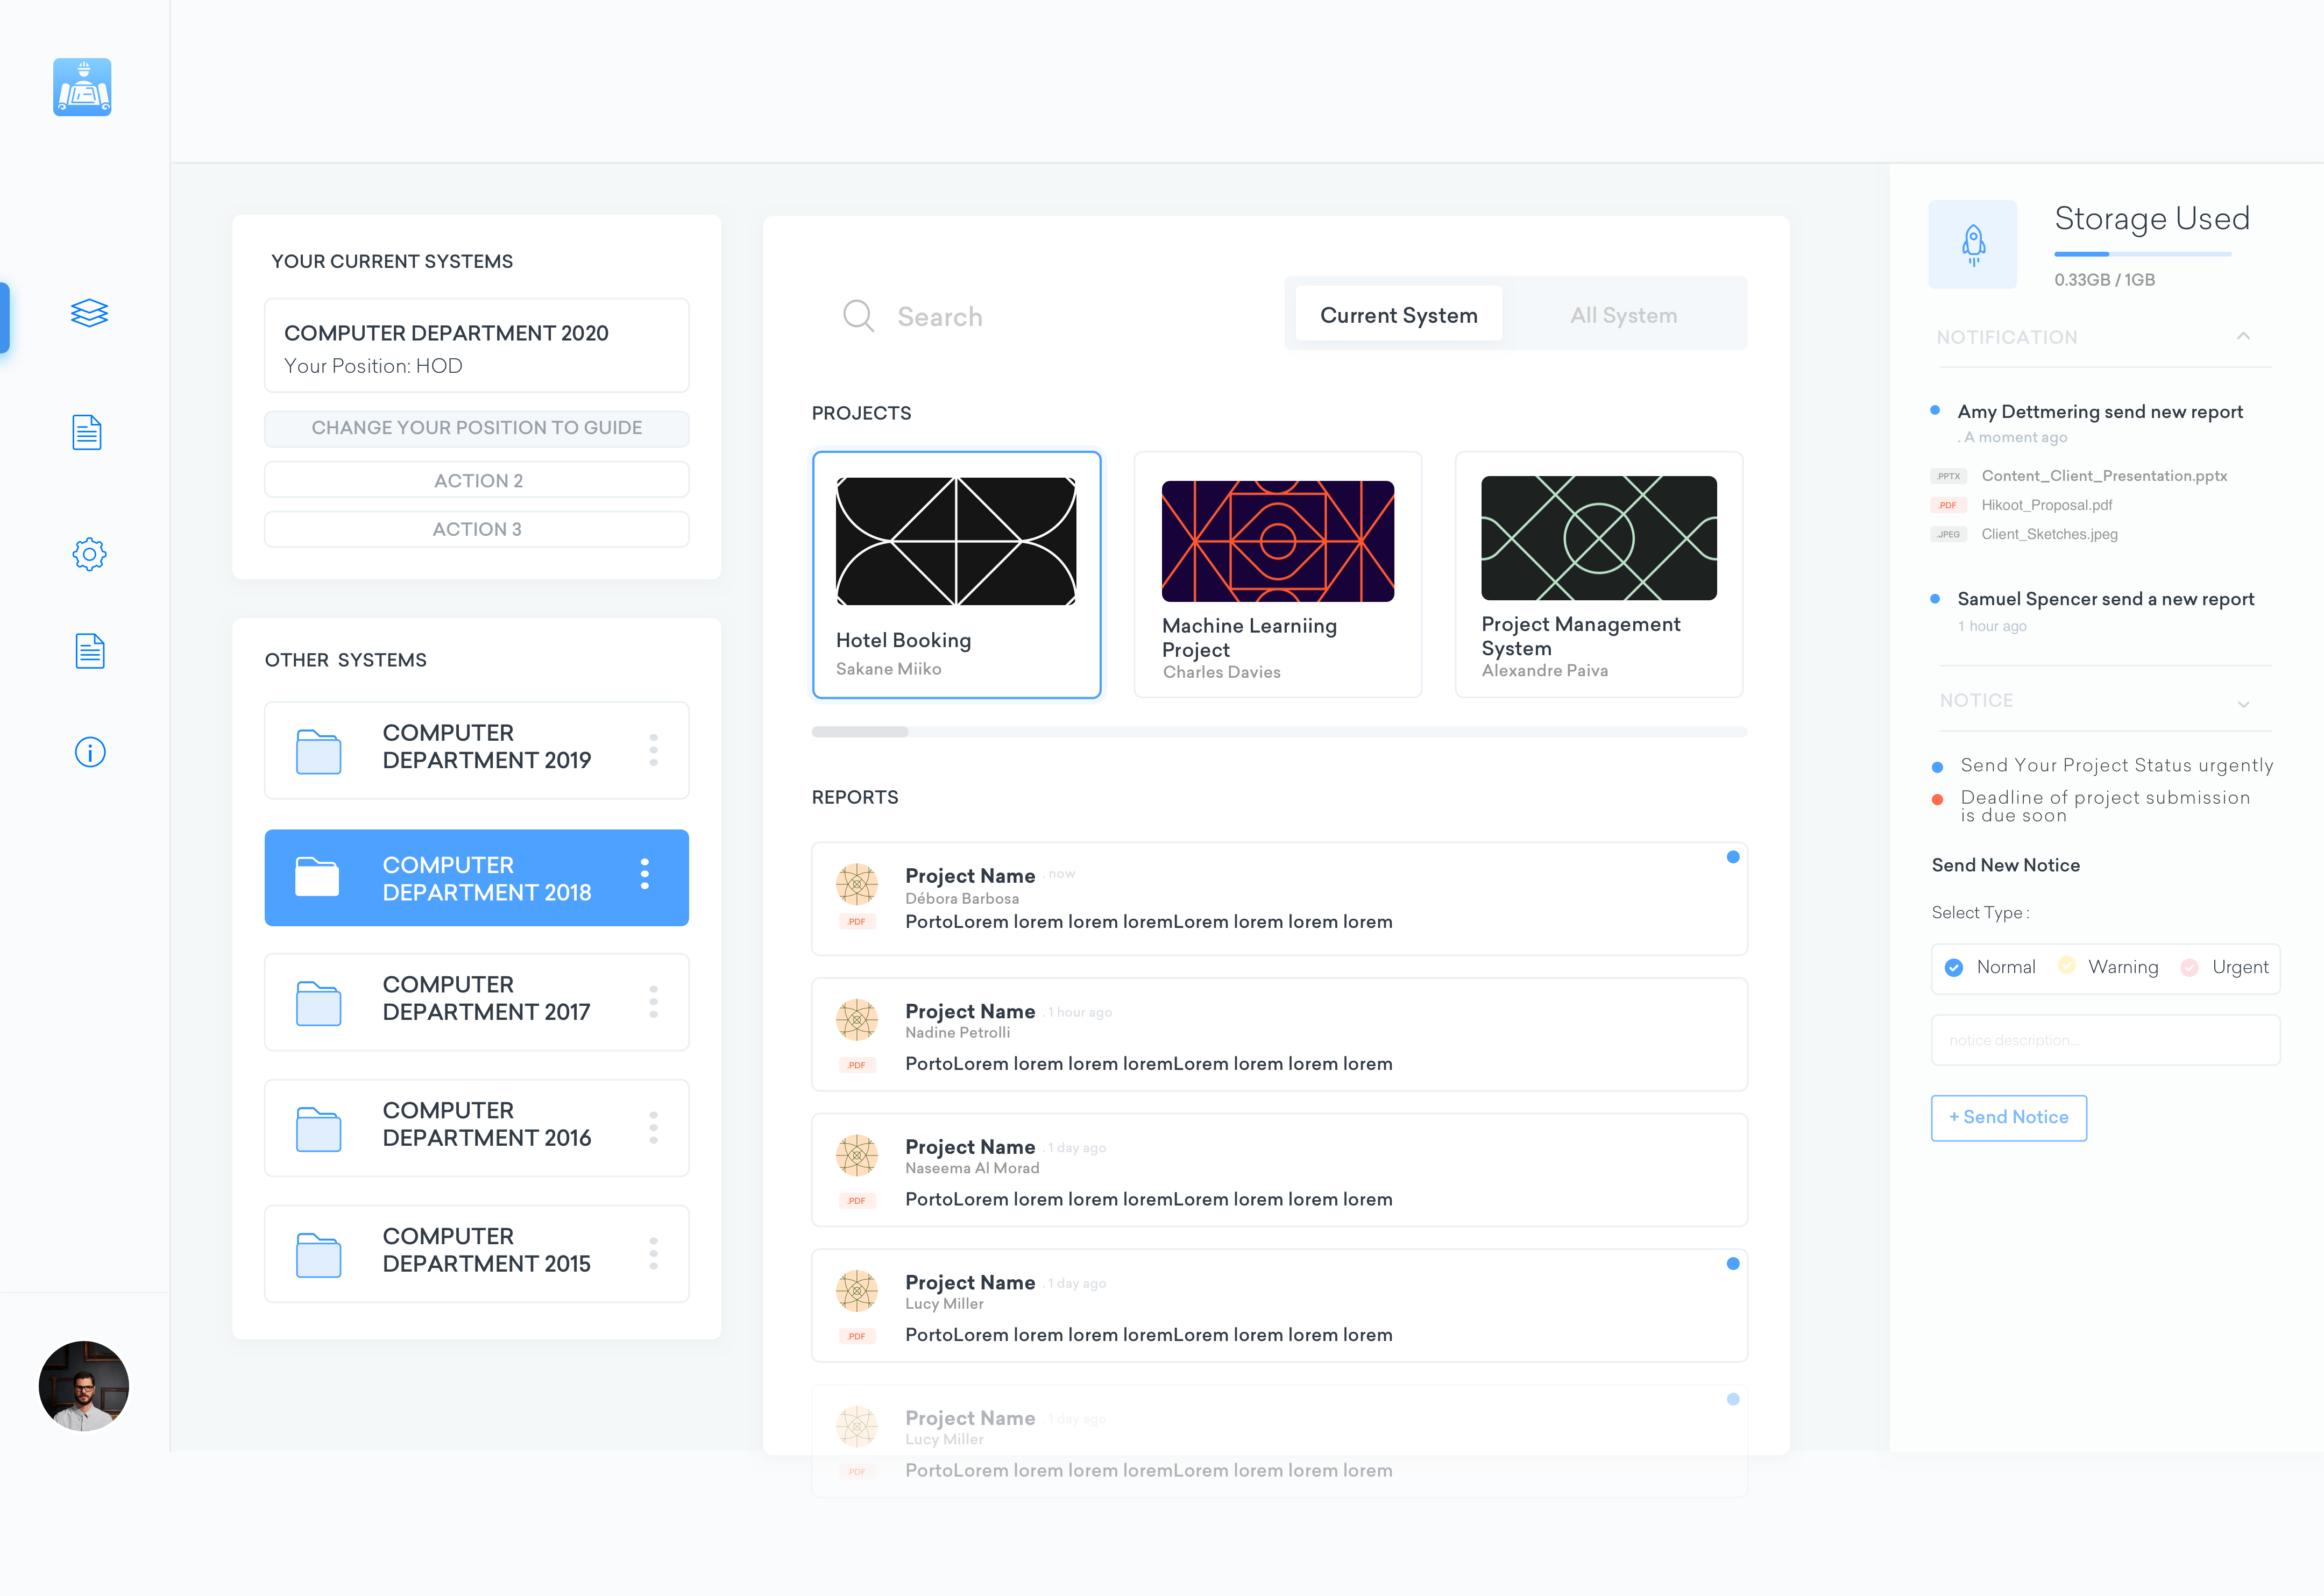 YOUR CURRENT SYSTEMS
COMPUTER DEPARTMENT 2020
Your Position: HOD
CHANGE YOUR POSITION TO GUIDE
ACTION 2
ACTION 3
OTHER SYSTEMS
COMPUTER
DEPARTMENT 2019
COMPUTER
DEPARTMENT 2018
COMPUTER
DEPARTMENT 2017
COMPUTER
DEPARTMENT 2016
COMPUTER
DEPARTMENT 2015
Search
Current System
All System
PROJECTS
Hotel Booking
Sakane Miiko
Machine Learniing
Project
Charles Davies
Project Management
System
Alexandre Paiva
REPORTS
Project Name . now
Débora Barbosa
.PDF PortoLorem lorem lorem loremLorem lorem lorem lorem
Project Name . 1 hour ago
Nadine Petrolli
.PDF PortoLorem lorem lorem loremLorem lorem lorem lorem
Project Name . 1 day ago
Naseema Al Morad
.PDF PortoLorem lorem lorem loremLorem lorem lorem lorem
Project Name . 1 day ago
Lucy Miller
.PDF PortoLorem lorem lorem loremLorem lorem lorem lorem
Project Name . 1 day ago
Lucy Miller
.PDF PortoLorem lorem lorem loremLorem lorem lorem lorem
Storage Used
0.33GB / 1GB
NOTIFICATION
Amy Dettmering send new report
. A moment ago
.PPTX Content_Client_Presentation.pptx
.PDF Hikoot_Proposal.pdf
.JPEG Client_Sketches.jpeg
Samuel Spencer send a new report
1 hour ago
NOTICE
Send Your Project Status urgently
Deadline of project submission
is due soon
Send New Notice
Select Type :
Normal Warning Urgent
notice description...
+ Send Notice